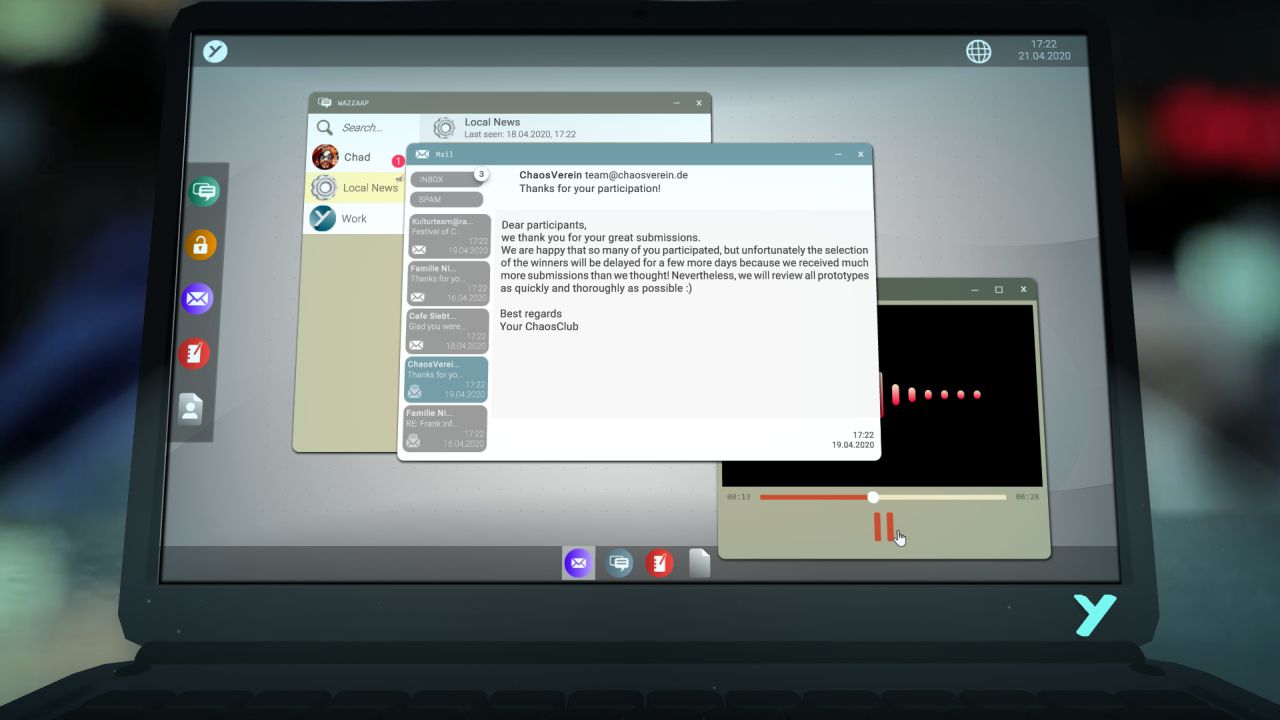 17:22
21.04.2020
WAZZAAP
Search...
Local News
Last seen: 18.04.2020, 17:22
Chad
1
Local News
Work
Mail
INBOX
3
SPAM
ChaosVerein team@chaosverein.de
Thanks for your participation!
Kulturteam@ra...
Festival of C...
17:22
19.04.2020
Familie Ni...
Thanks for yo...
17:22
16.04.2020
Cafe Siebt...
Glad you were...
17:22
18.04.2020
ChaosVerei...
Thanks for yo...
17:22
19.04.2020
Familie Ni...
RE: Frank Inf...
17:22
16.04.2020
Dear participants,
we thank you for your great submissions.
We are happy that so many of you participated, but unfortunately the selection
of the winners will be delayed for a few more days because we received much
more submissions than we thought! Nevertheless, we will review all prototypes
as quickly and thoroughly as possible :)
Best regards
Your ChaosClub
17:22
19.04.2020
00:13
00:28